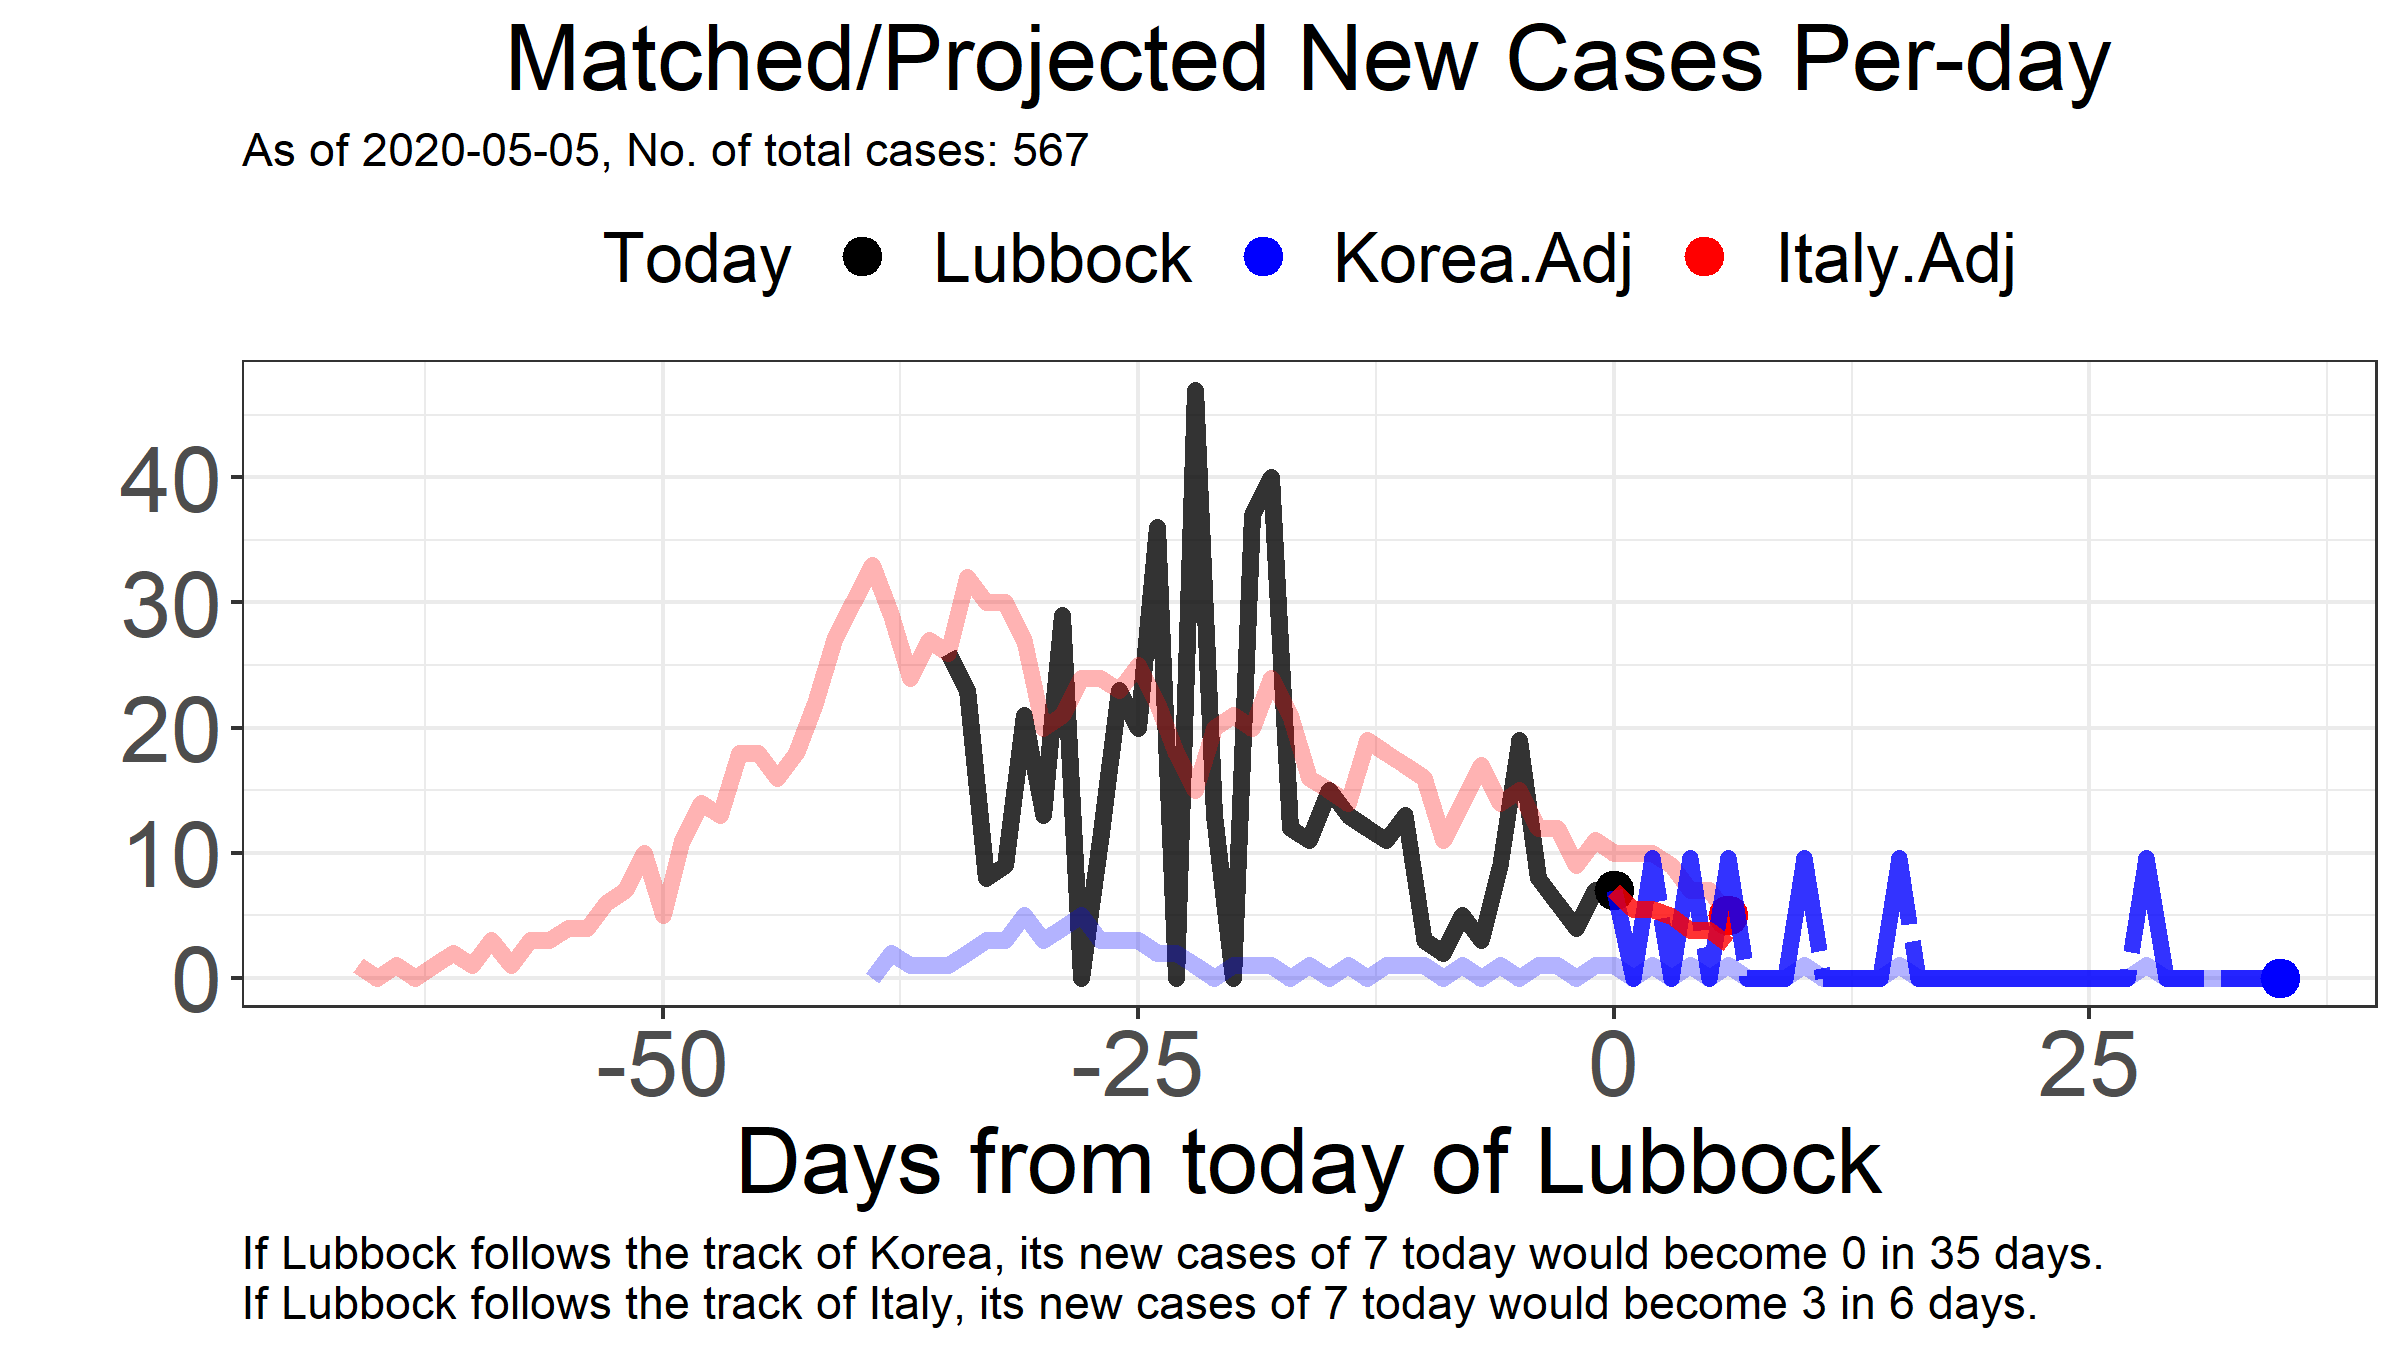 Matched/Projected New Cases Per-day
As of 2020-05-05, No. of total cases: 567
Today Lubbock Korea.Adj Italy.Adj
40
30
20
10
0
-50 -25 0 25
Days from today of Lubbock
If Lubbock follows the track of Korea, its new cases of 7 today would become 0 in 35 days.
If Lubbock follows the track of Italy, its new cases of 7 today would become 3 in 6 days.